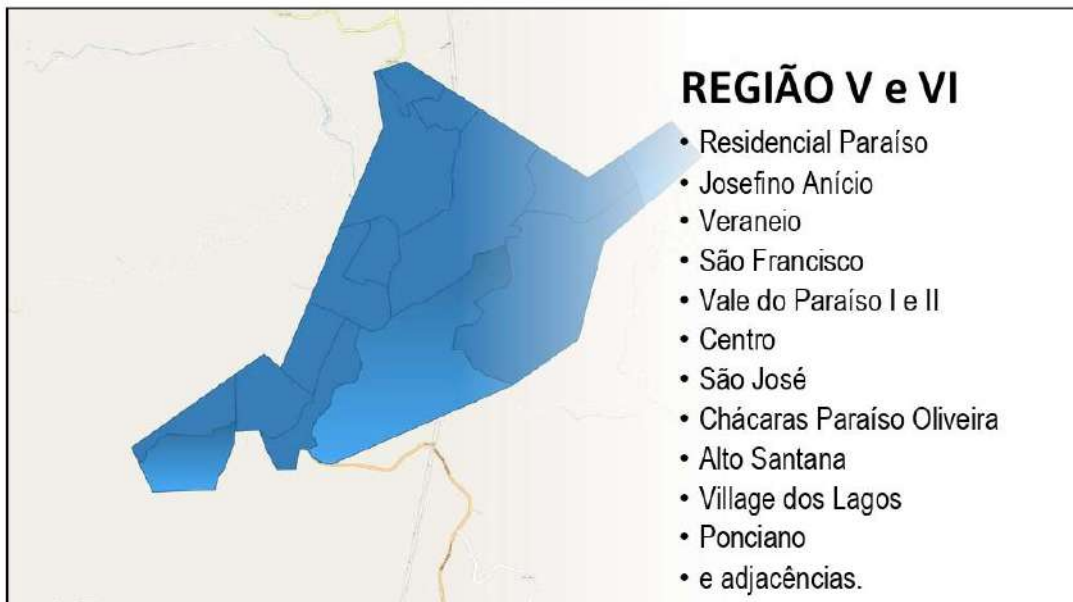 REGIÃO V e VI
• Residencial Paraíso
• Josefino Anício
• Veraneio
• São Francisco
• Vale do Paraíso I e II
• Centro
• São José
• Chácaras Paraíso Oliveira
• Alto Santana
• Village dos Lagos
• Ponciano
• e adjacências.